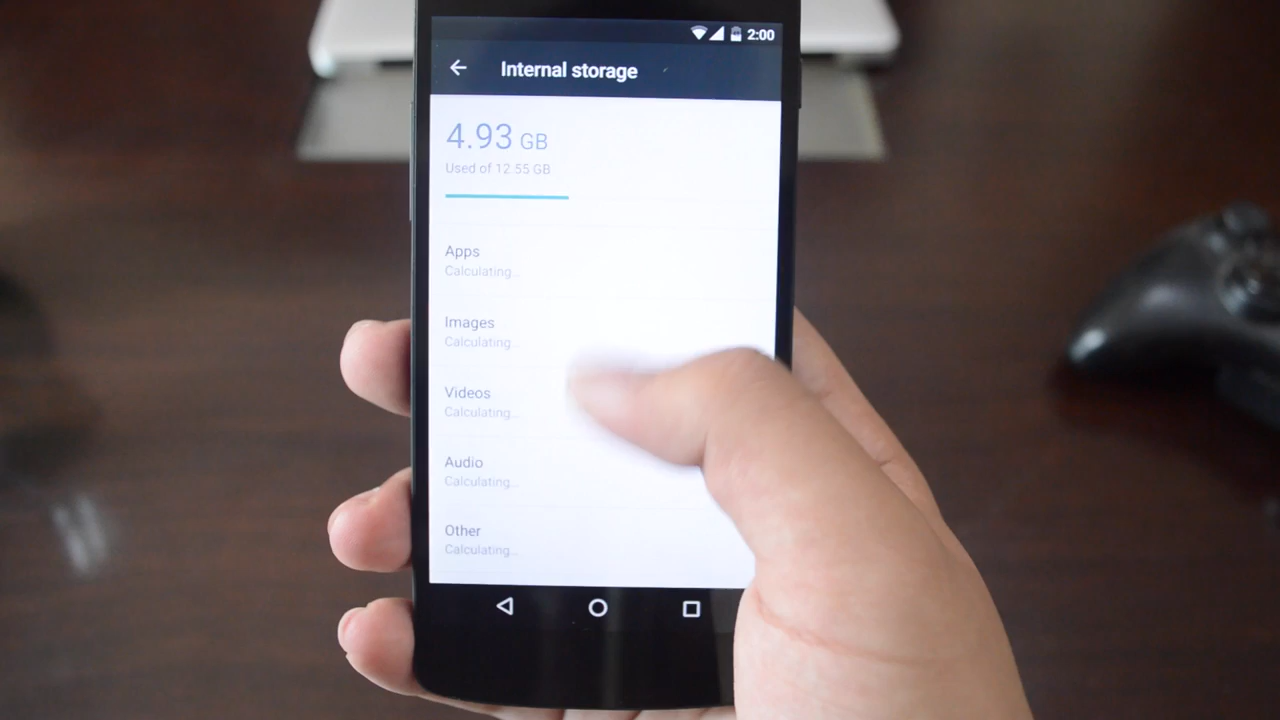 2:00
Internal storage
4.93 GB
Used of 12.55 GB
Apps
Calculating...
Images
Calculating...
Videos
Calculating...
Audio
Calculating...
Other
Calculating...